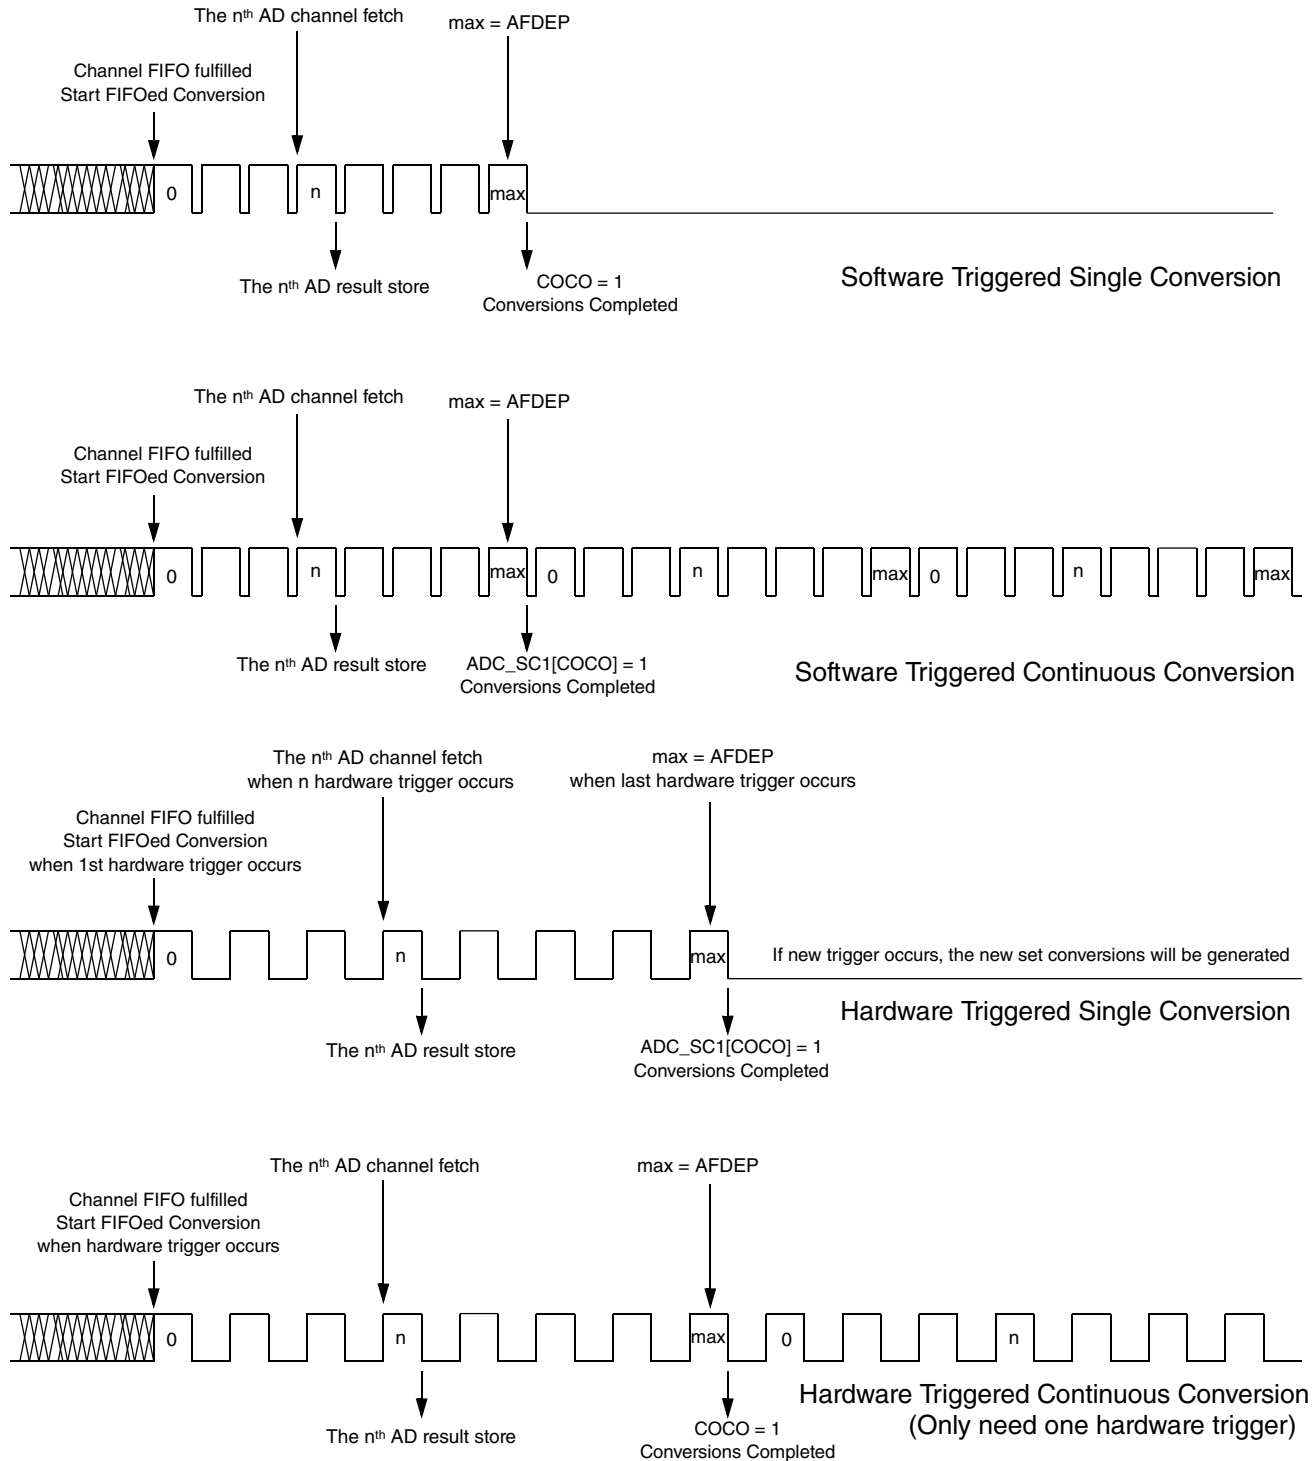 The nth AD channel fetch
max = AFDEP
Channel FIFO fulfilled
Start FIFOed Conversion
0
n
max
The nth AD result store
COCO = 1
Conversions Completed
Software Triggered Single Conversion
The nth AD channel fetch
max = AFDEP
Channel FIFO fulfilled
Start FIFOed Conversion
0
n
max
0
n
max
0
n
max
The nth AD result store
ADC_SC1[COCO] = 1
Conversions Completed
Software Triggered Continuous Conversion
The nth AD channel fetch
when n hardware trigger occurs
max = AFDEP
when last hardware trigger occurs
Channel FIFO fulfilled
Start FIFOed Conversion
when 1st hardware trigger occurs
0
n
max
If new trigger occurs, the new set conversions will be generated
Hardware Triggered Single Conversion
The nth AD result store
ADC_SC1[COCO] = 1
Conversions Completed
The nth AD channel fetch
max = AFDEP
Channel FIFO fulfilled
Start FIFOed Conversion
when hardware trigger occurs
0
n
max
0
n
The nth AD result store
COCO = 1
Conversions Completed
Hardware Triggered Continuous Conversion
(Only need one hardware trigger)